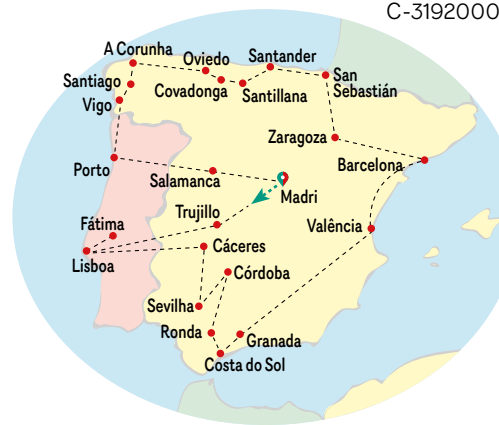 C-3192000
A Corunha
Oviedo
Santander
Santiago
Covadonga
Santillana
San
Sebastián
Vigo
Zaragoza
Porto
Salamanca
Barcelona
Madri
Trujillo
Fátima
Valência
Lisboa
Cáceres
Córdoba
Sevilha
Ronda
Granada
Costa do Sol